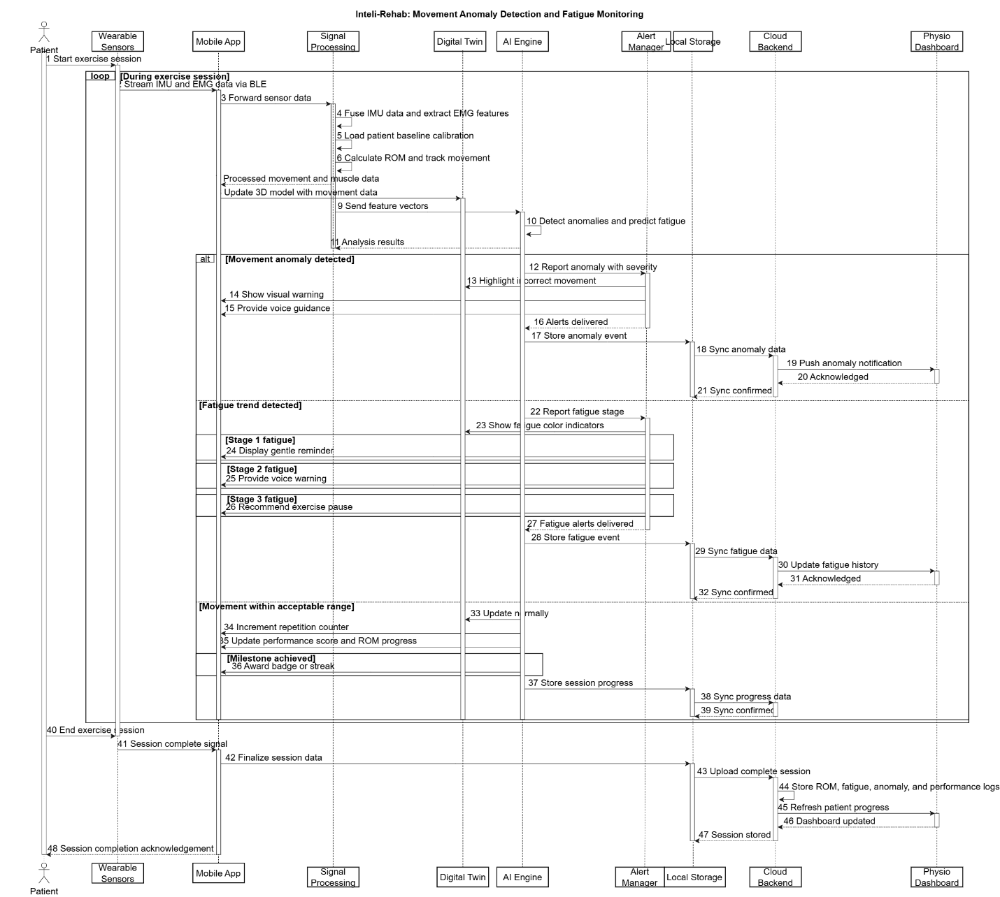 Inteli-Rehab: Movement Anomaly Detection and Fatigue Monitoring
Patient
Wearable
Sensors
Mobile App
Signal
Processing
Digital Twin
AI Engine
Alert
Manager
Local Storage
Cloud
Backend
Physio
Dashboard
1 Start exercise session
loop
[During exercise session]
Stream IMU and EMG data via BLE
3 Forward sensor data
4 Fuse IMU data and extract EMG features
5 Load patient baseline calibration
6 Calculate ROM and track movement
Processed movement and muscle data
Update 3D model with movement data
9 Send feature vectors
10 Detect anomalies and predict fatigue
11 Analysis results
alt
[Movement anomaly detected]
12 Report anomaly with severity
13 Highlight incorrect movement
14 Show visual warning
15 Provide voice guidance
16 Alerts delivered
17 Store anomaly event
18 Sync anomaly data
19 Push anomaly notification
20 Acknowledged
21 Sync confirmed
[Fatigue trend detected]
22 Report fatigue stage
23 Show fatigue color indicators
[Stage 1 fatigue]
24 Display gentle reminder
[Stage 2 fatigue]
25 Provide voice warning
[Stage 3 fatigue]
26 Recommend exercise pause
27 Fatigue alerts delivered
28 Store fatigue event
29 Sync fatigue data
30 Update fatigue history
31 Acknowledged
32 Sync confirmed
[Movement within acceptable range]
33 Update normally
34 Increment repetition counter
35 Update performance score and ROM progress
[Milestone achieved]
36 Award badge or streak
37 Store session progress
38 Sync progress data
39 Sync confirmed
40 End exercise session
41 Session complete signal
42 Finalize session data
43 Upload complete session
44 Store ROM, fatigue, anomaly, and performance logs
45 Refresh patient progress
46 Dashboard updated
47 Session stored
48 Session completion acknowledgement
Patient
Wearable
Sensors
Mobile App
Signal
Processing
Digital Twin
AI Engine
Alert
Manager
Local Storage
Cloud
Backend
Physio
Dashboard